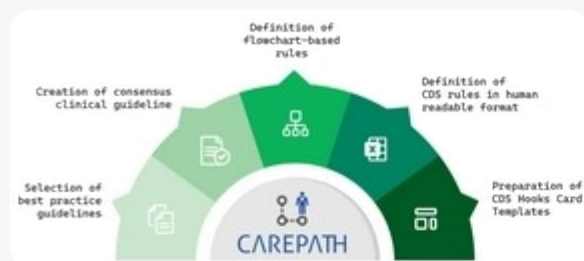 Definition of
flowchart-based
rules
Creation of consensus
clinical guideline
Definition of
CDS rules in human
readable format
Selection of
best practice
guidelines
Preparation of
CDS Hooks Card
Templates
CAREPATH